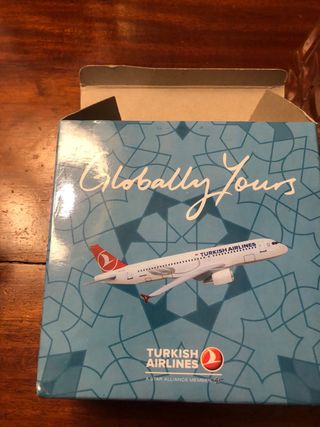 Globally Yours
TURKISH AIRLINES
TURKISH
AIRLINES
A STAR ALLIANCE MEMBER